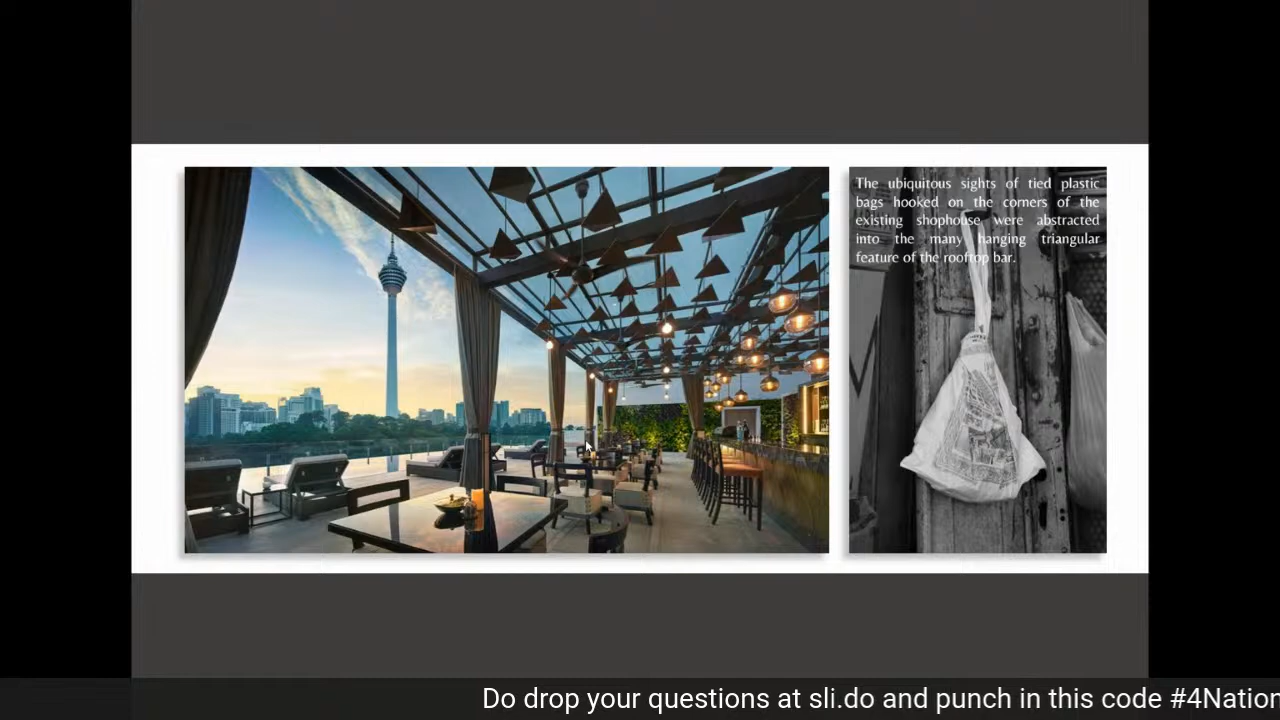 The ubiquitous sights of tied plastic
bags hooked on the corners of the
existing shophouse were abstracted
into the many hanging triangular
feature of the rooftop bar.
Do drop your questions at sli.do and punch in this code #4Nation